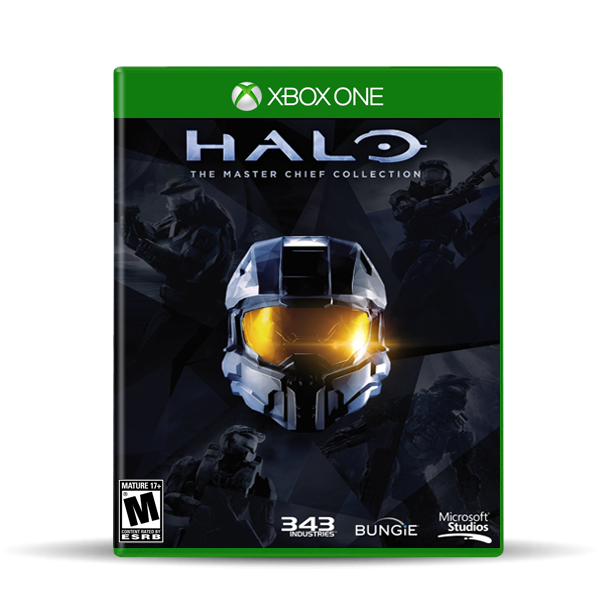 XBOX ONE
HALO
THE MASTER CHIEF COLLECTION
MATURE 17+
M
CONTENT RATED BY
ESRB
343
INDUSTRIES
BUNGiE
Microsoft
Studios